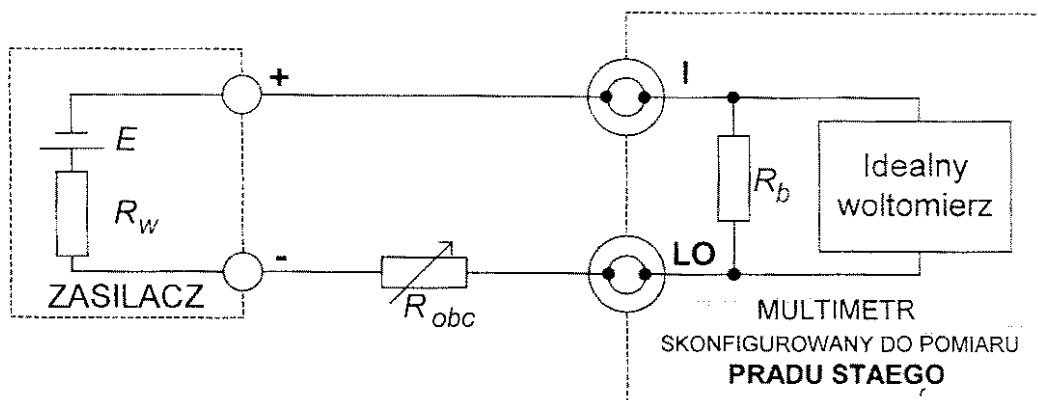 +
I
E
R_w
R_b
Idealny
woltomierz
-
LO
ZASILACZ
R_obc
MULTIMETR
SKONFIGUROWANY DO POMIARU
PRADU STAEGO